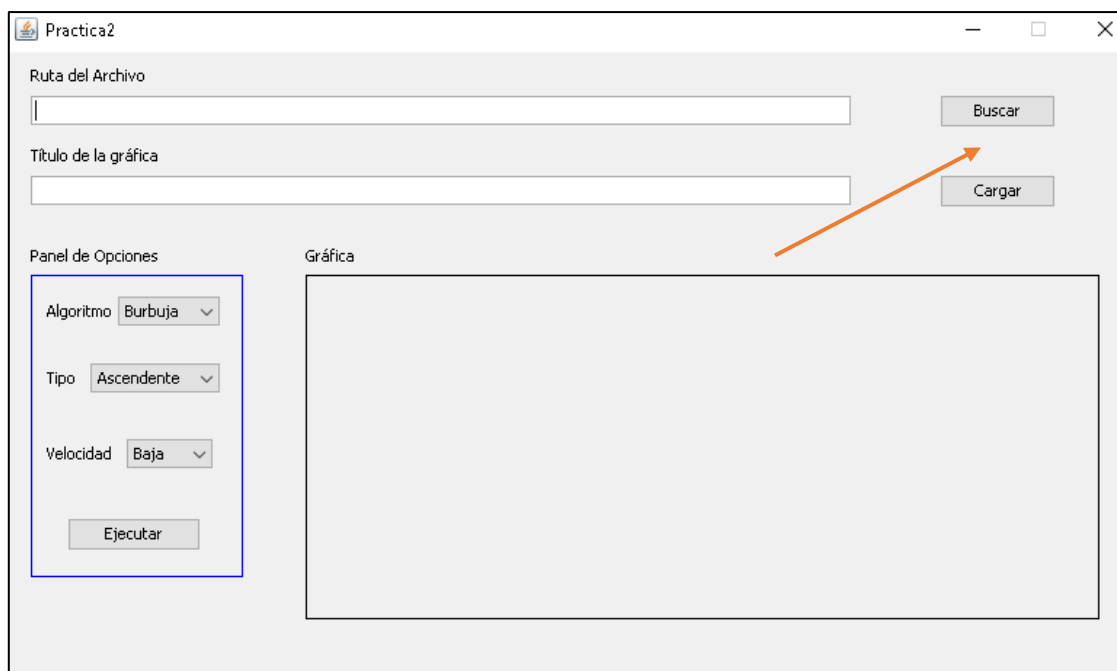 Practica2
Ruta del Archivo
Buscar
Título de la gráfica
Cargar
Panel de Opciones
Gráfica
Algoritmo Burbuja
Tipo Ascendente
Velocidad Baja
Ejecutar